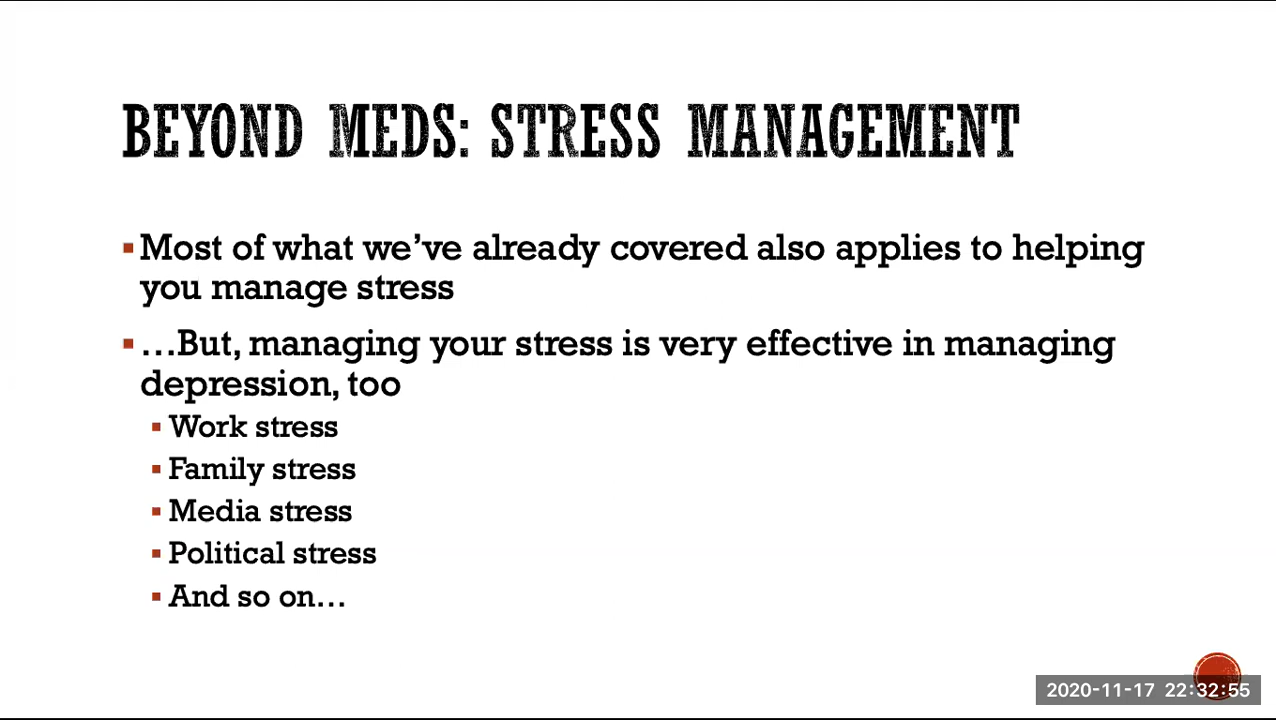 BEYOND MEDS: STRESS MANAGEMENT
▪ Most of what we’ve already covered also applies to helping
you manage stress
▪ …But, managing your stress is very effective in managing
depression, too
▪ Work stress
▪ Family stress
▪ Media stress
▪ Political stress
▪ And so on…
2020-11-17 22:32:55